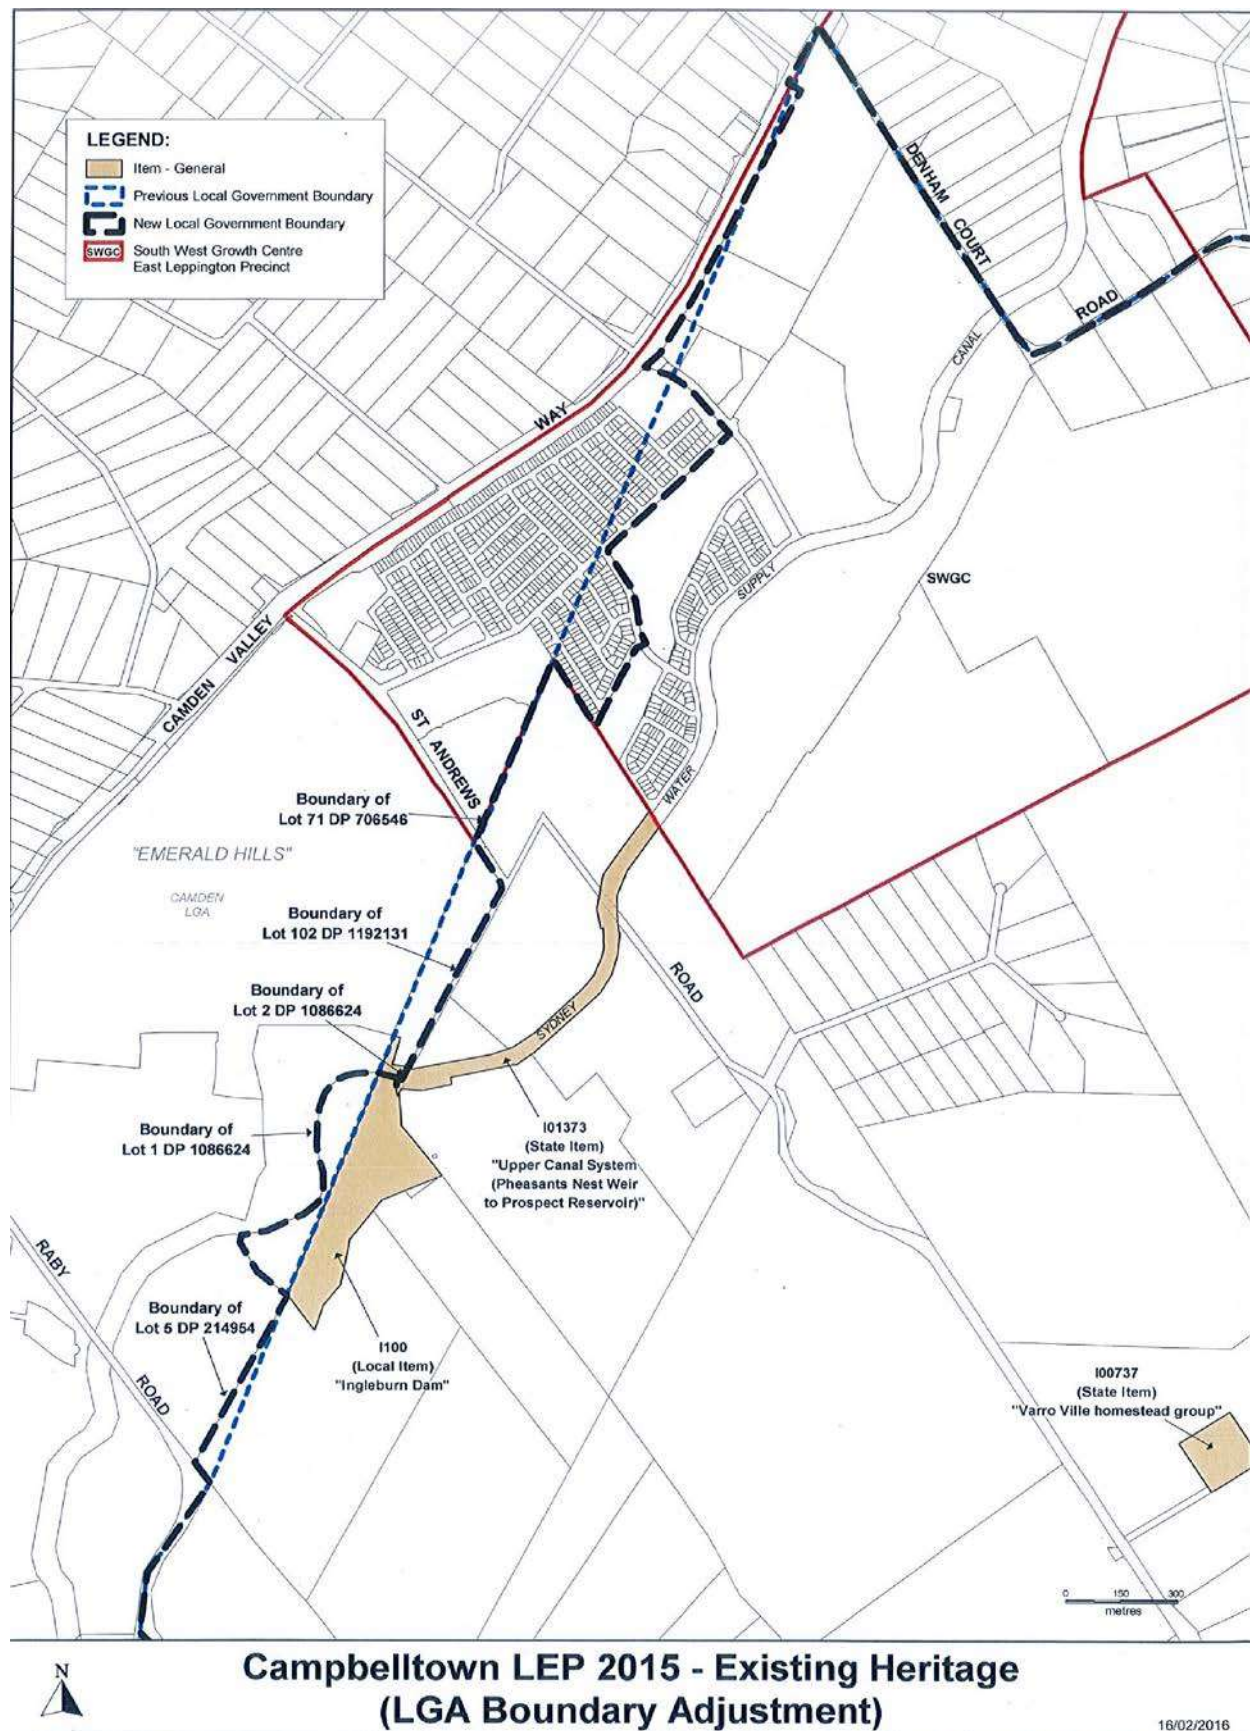 LEGEND:
Item - General
Previous Local Government Boundary
New Local Government Boundary
SWGC
South West Growth Centre
East Leppington Precinct
DENHAM
COURT
ROAD
CANAL
WAY
SUPPLY
SWGC
VALLEY
CAMDEN
ST
ANDREWS
WATER
Boundary of
Lot 71 DP 706546
"EMERALD HILLS"
CAMDEN
LGA
Boundary of
Lot 102 DP 1192131
ROAD
Boundary of
Lot 2 DP 1086624
SYDNEY
Boundary of
Lot 1 DP 1086624
I01373
(State Item)
"Upper Canal System
(Pheasants Nest Weir
to Prospect Reservoir)"
RABY
Boundary of
Lot 5 DP 214954
ROAD
I100
(Local Item)
"Ingleburn Dam"
I00737
(State Item)
"Varro Ville homestead group"
0 150 300
metres
N
Campbelltown LEP 2015 - Existing Heritage
(LGA Boundary Adjustment)
16/02/2016